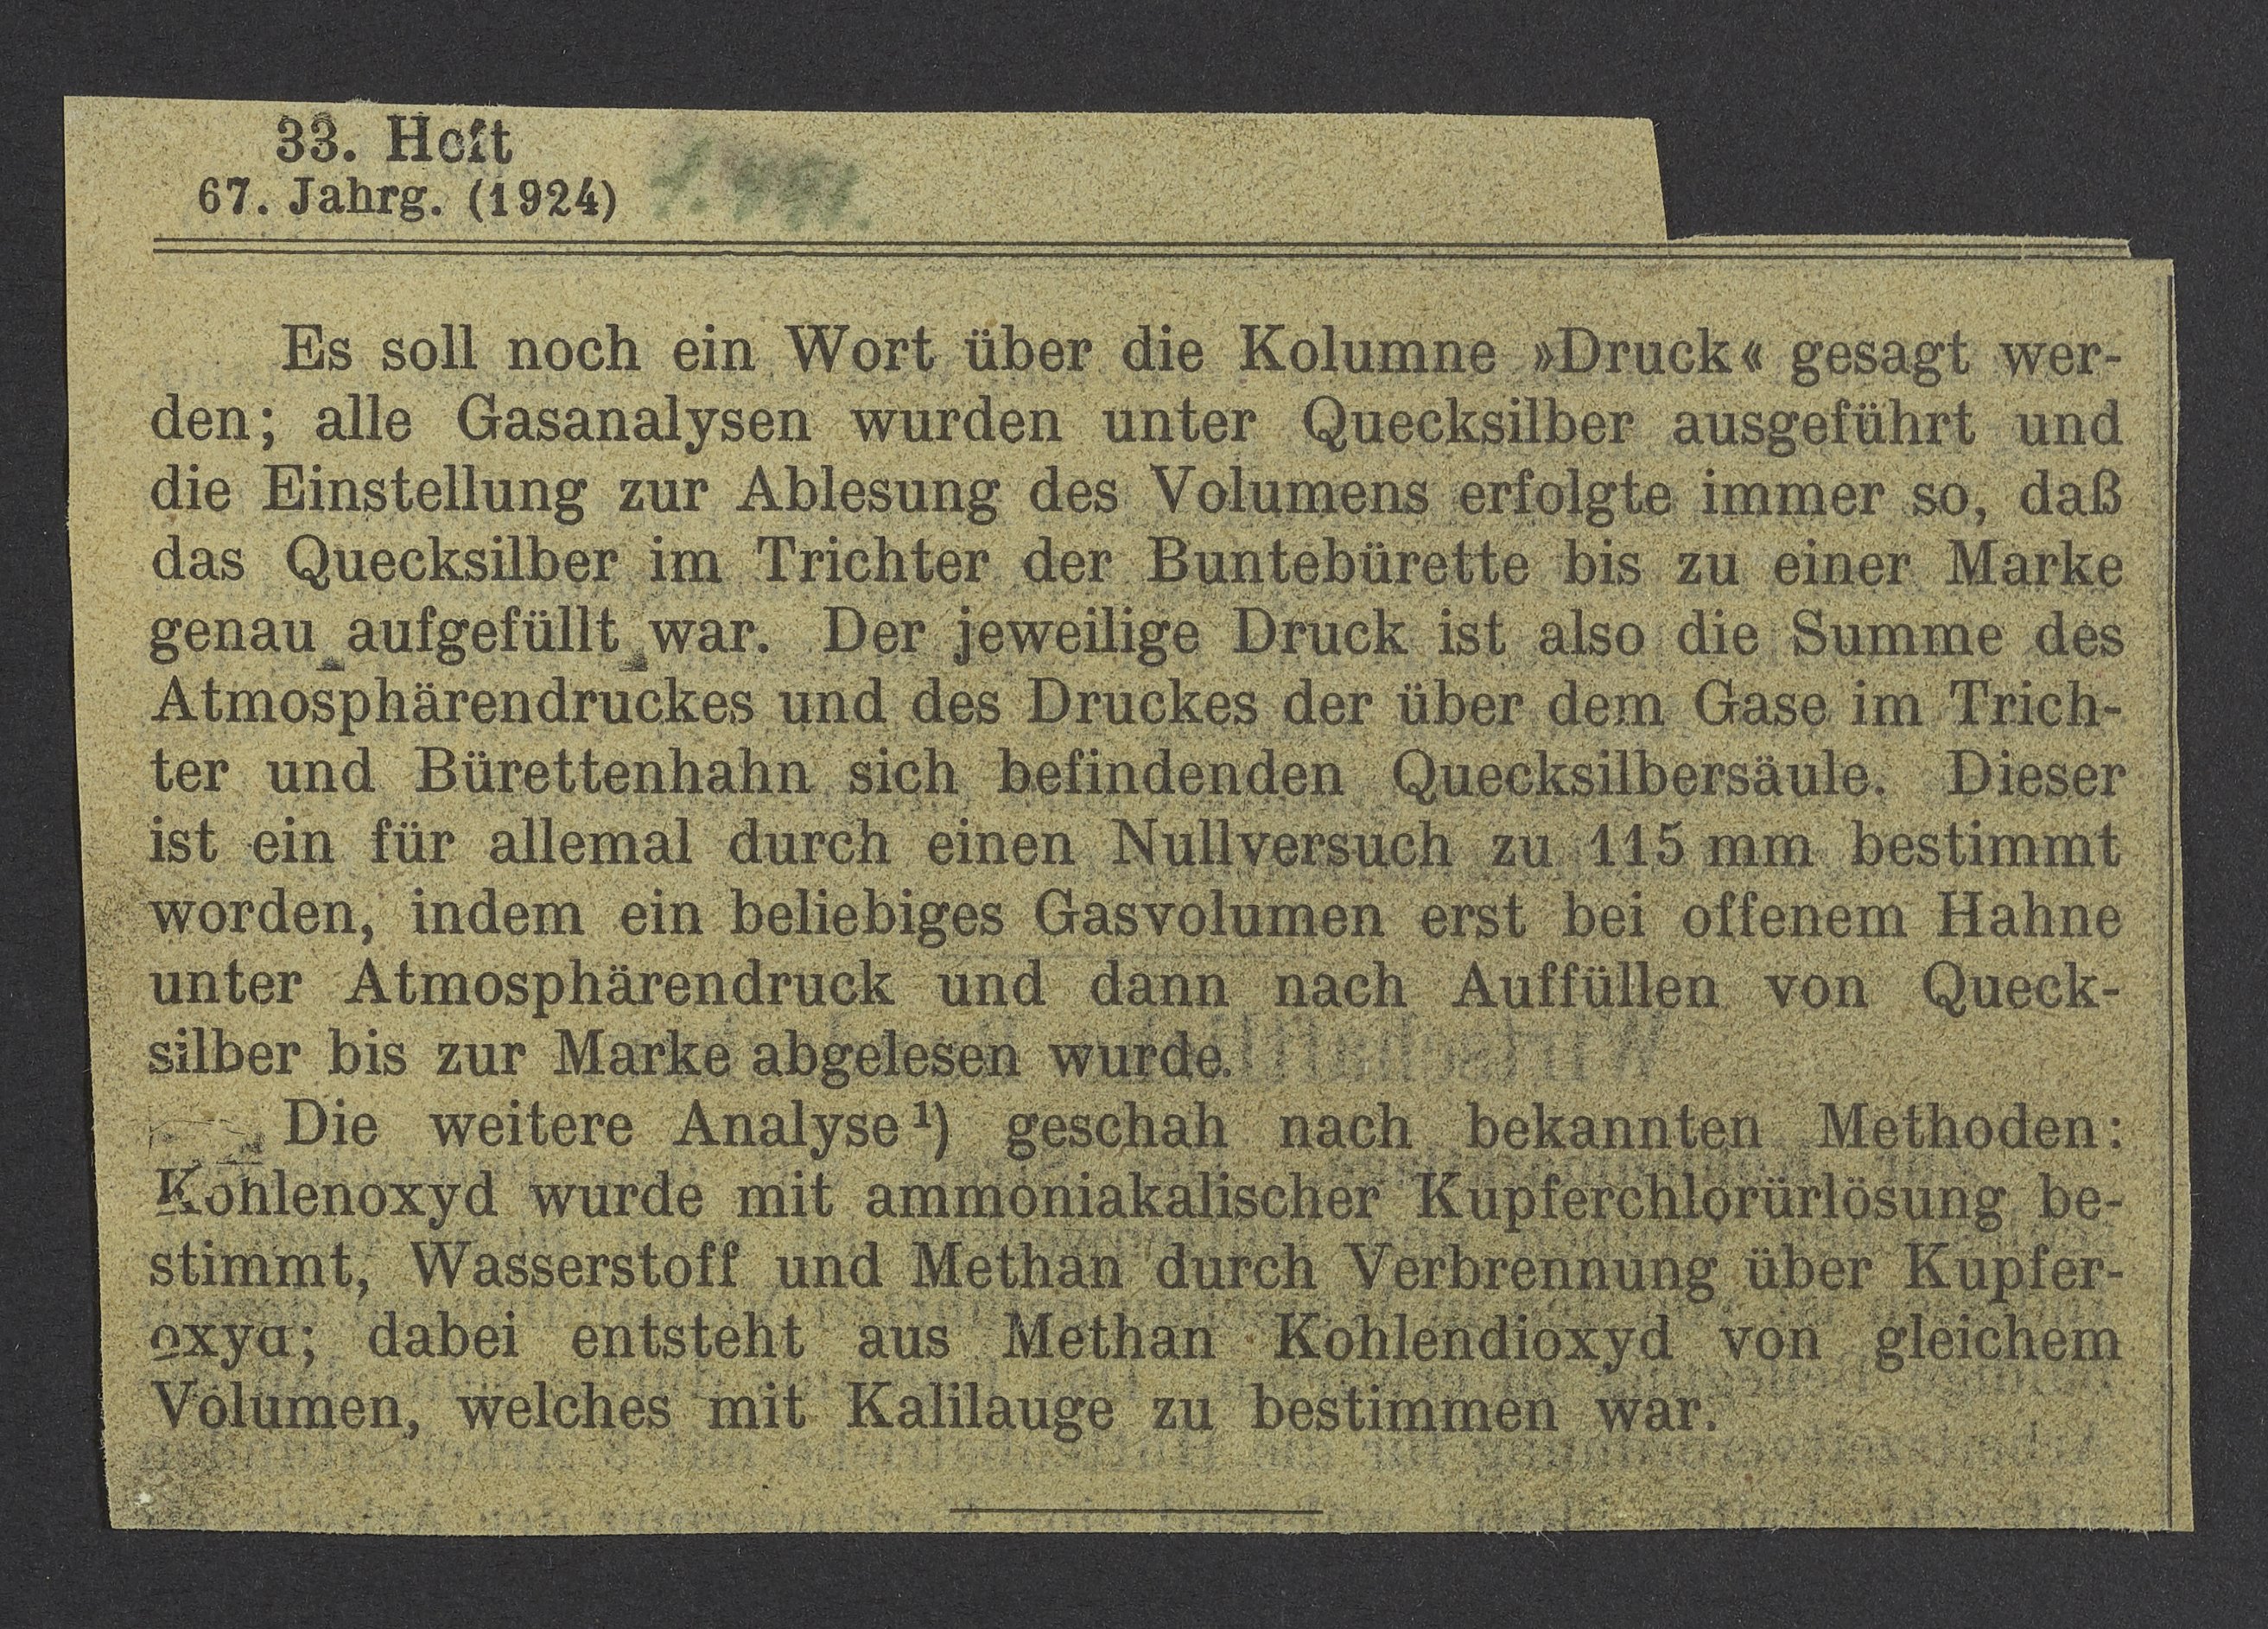 33. Heft
67. Jahrg. (1924)
Es soll noch ein Wort über die Kolumne »Druck« gesagt wer-
den; alle Gasanalysen wurden unter Quecksilber ausgeführt und
die Einstellung zur Ablesung des Volumens erfolgte immer so, daß
das Quecksilber im Trichter der Buntebürette bis zu einer Marke
genau aufgefüllt war. Der jeweilige Druck ist also die Summe des
Atmosphärendruckes und des Druckes der über dem Gase im Trich-
ter und Bürettenhahn sich befindenden Quecksilbersäule. Dieser
ist ein für allemal durch einen Nullversuch zu 115 mm bestimmt
worden, indem ein beliebiges Gasvolumen erst bei offenem Hahne
unter Atmosphärendruck und dann nach Auffüllen von Queck-
silber bis zur Marke abgelesen wurde.
Die weitere Analyse¹) geschah nach bekannten Methoden:
Kohlenoxyd wurde mit ammoniakalischer Kupferchlorürlösung be-
stimmt, Wasserstoff und Methan durch Verbrennung über Kupfer-
oxyd; dabei entsteht aus Methan Kohlendioxyd von gleichem
Volumen, welches mit Kalilauge zu bestimmen war.